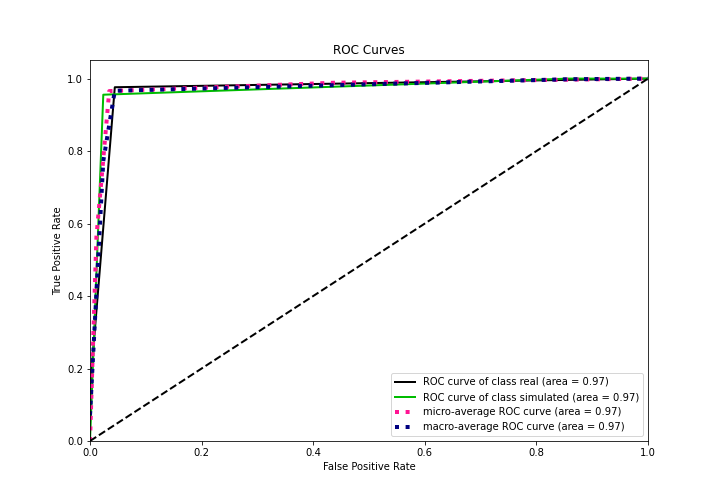 ROC Curves
True Positive Rate
1.0
0.8
0.6
0.4
0.2
0.0
0.0 0.2 0.4 0.6 0.8 1.0
False Positive Rate
ROC curve of class real (area = 0.97)
ROC curve of class simulated (area = 0.97)
micro-average ROC curve (area = 0.97)
macro-average ROC curve (area = 0.97)